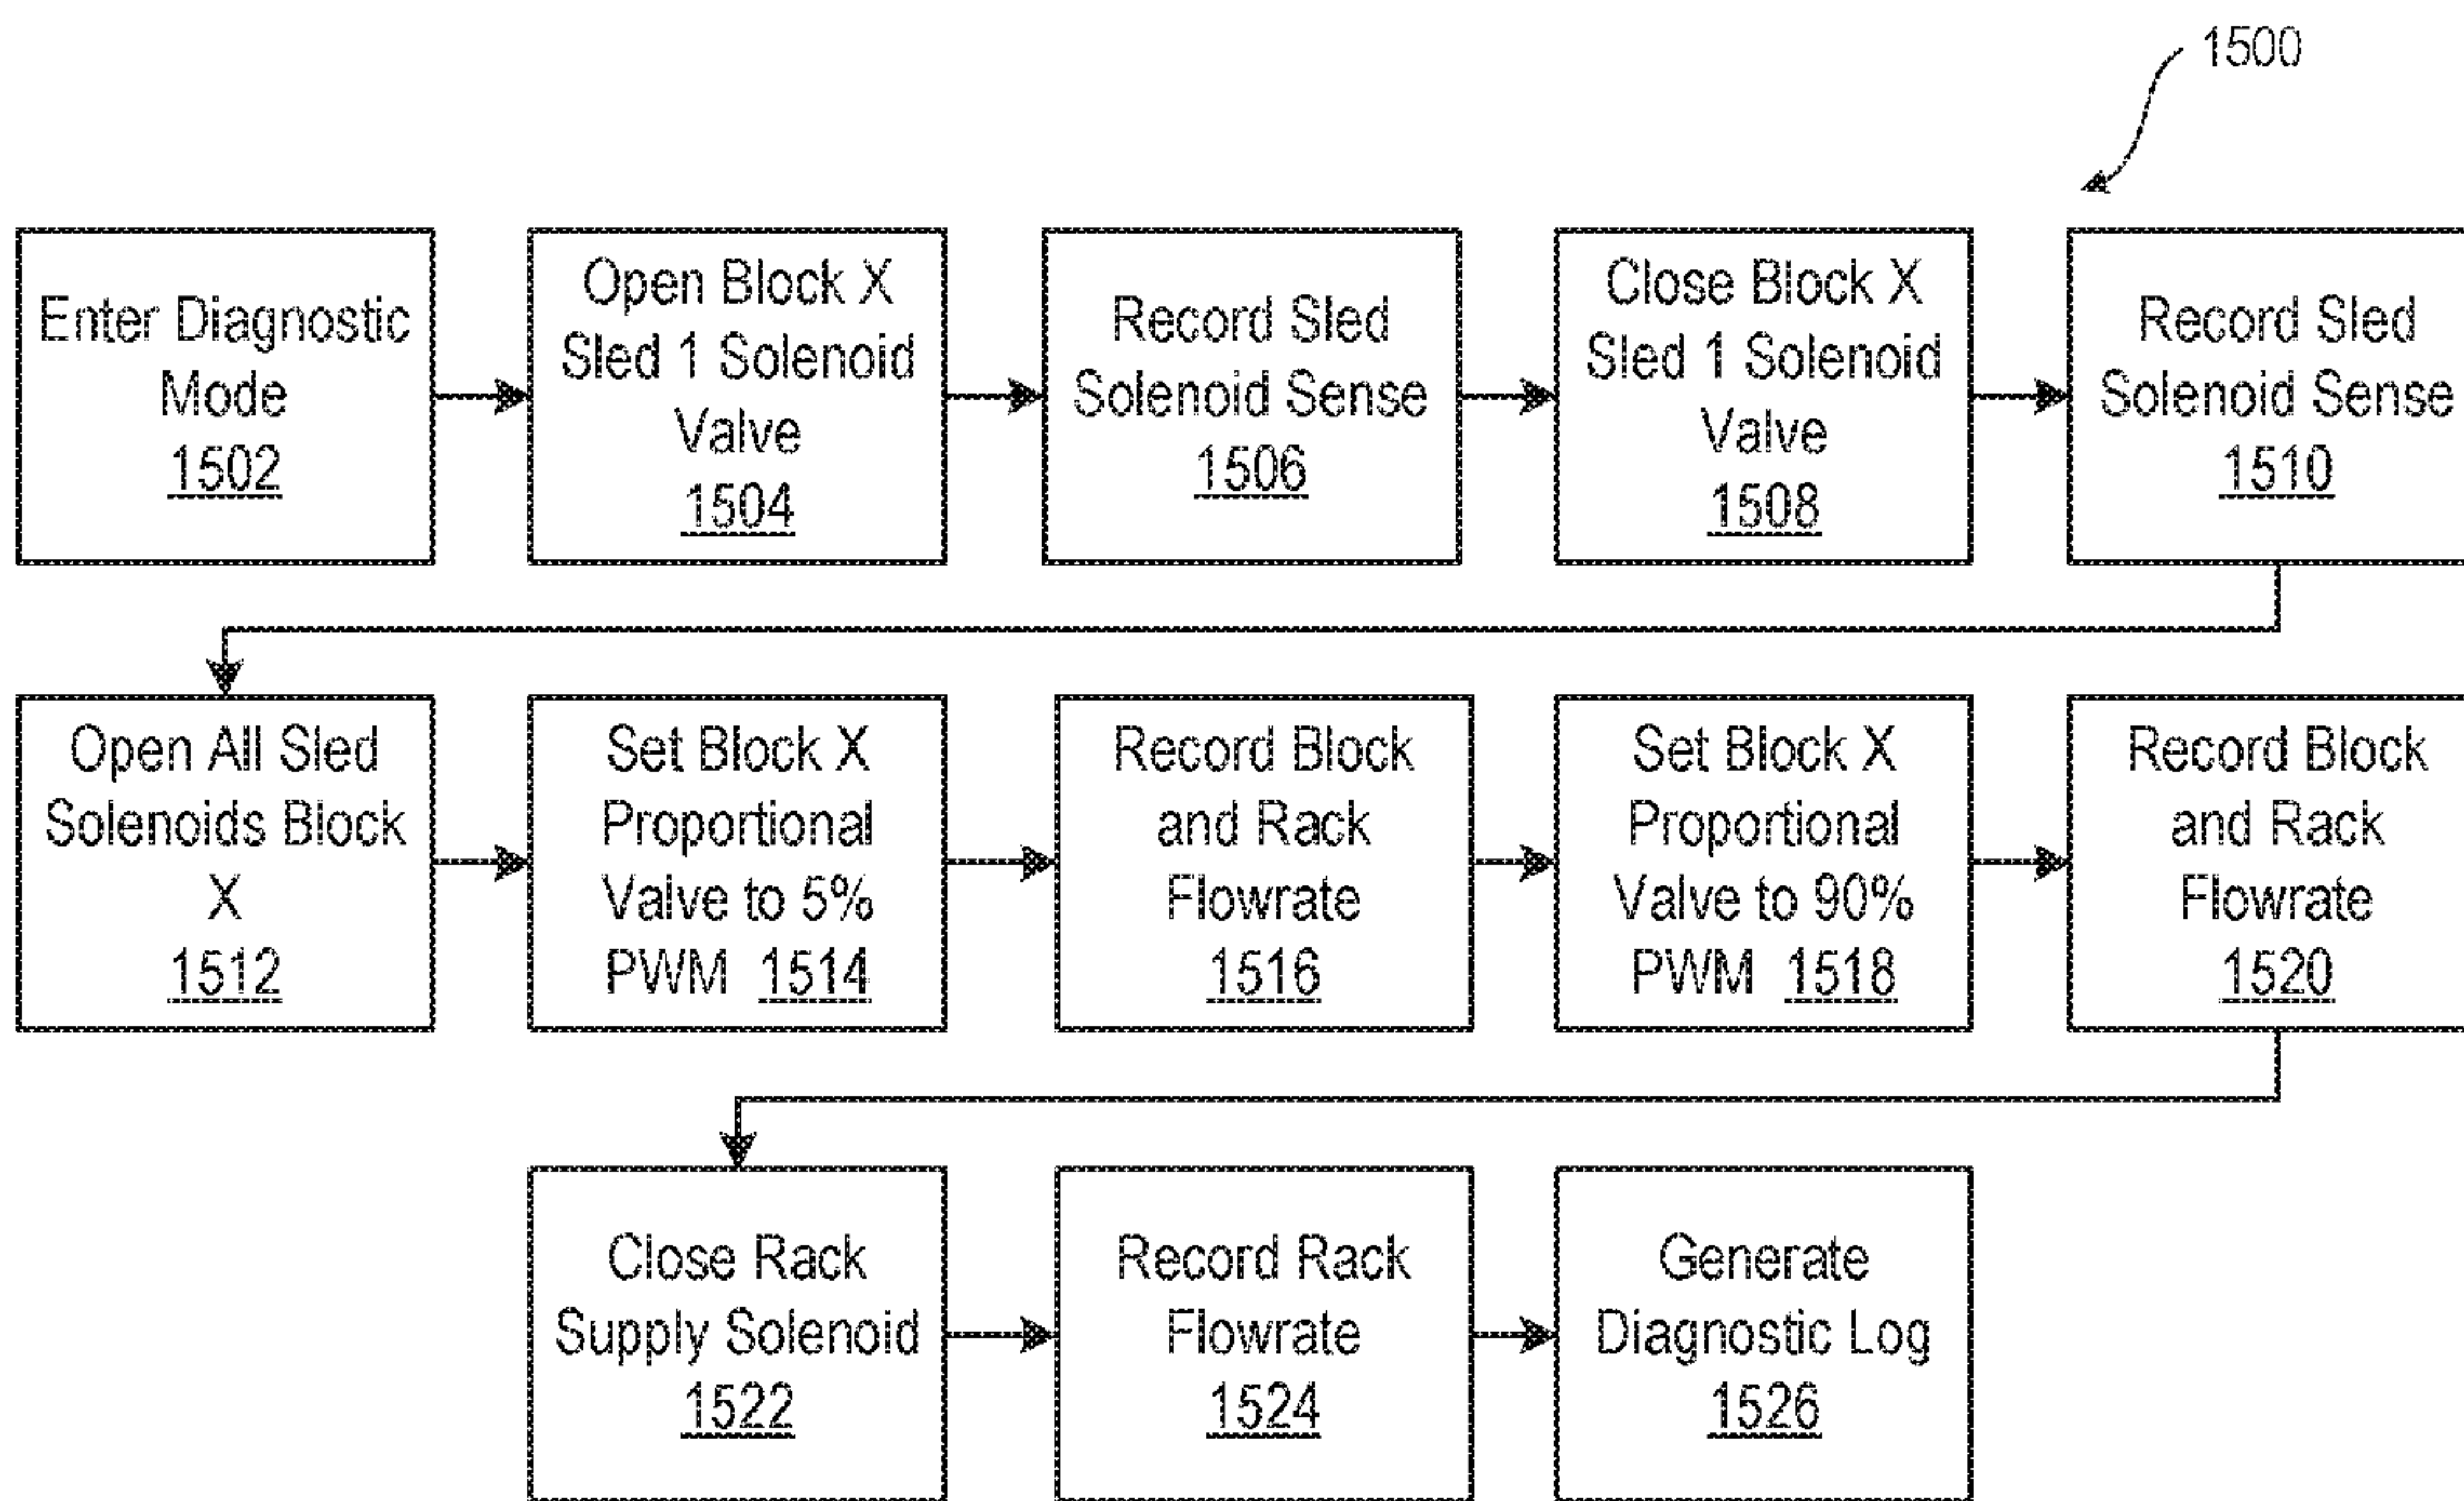 1500
Enter Diagnostic
Mode
1502
Open Block X
Sled 1 Solenoid
Valve
1504
Record Sled
Solenoid Sense
1506
Close Block X
Sled 1 Solenoid
Valve
1508
Record Sled
Solenoid Sense
1510
Open All Sled
Solenoids Block
X
1512
Set Block X
Proportional
Valve to 5%
PWM 1514
Record Block
and Rack
Flowrate
1516
Set Block X
Proportional
Valve to 90%
PWM 1518
Record Block
and Rack
Flowrate
1520
Close Rack
Supply Solenoid
1522
Record Rack
Flowrate
1524
Generate
Diagnostic Log
1526